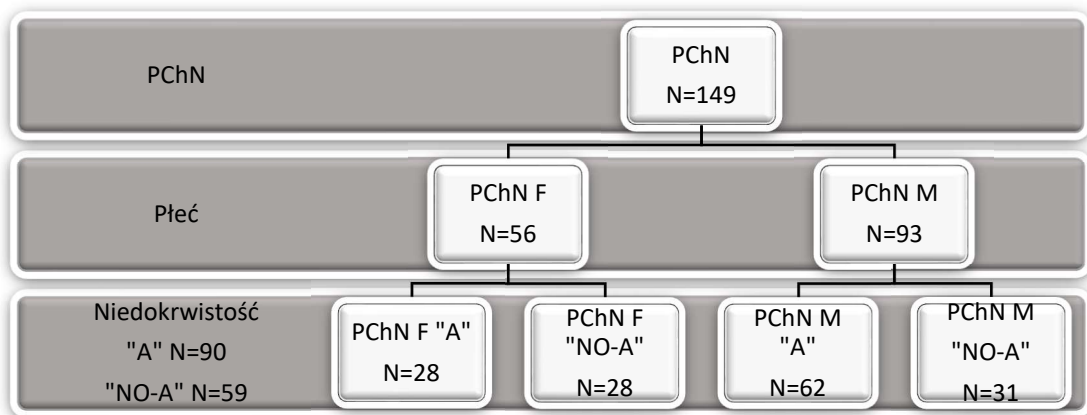 PChN
PChN
N=149
Płeć
PChN F
N=56
PChN M
N=93
Niedokrwistość
"A" N=90
"NO-A" N=59
PChN F "A"
N=28
PChN F
"NO-A"
N=28
PChN M
"A"
N=62
PChN M
"NO-A"
N=31